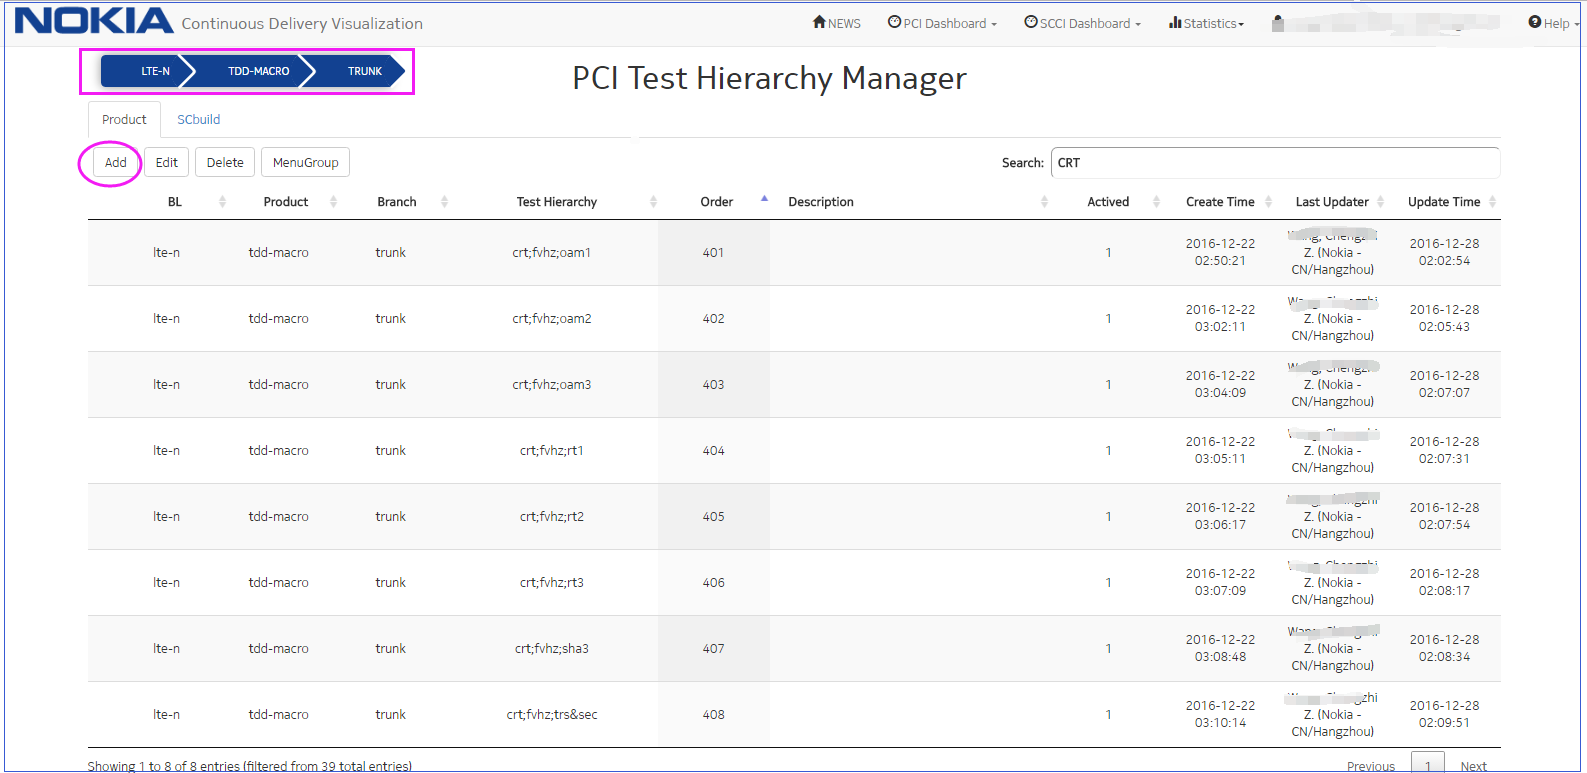 NOKIA Continuous Delivery Visualization NEWS PCI Dashboard SCCI Dashboard Statistics Help
LTE-N TDD-MACRO TRUNK
PCI Test Hierarchy Manager
Product SCbuild
Add Edit Delete MenuGroup Search: CRT
BL Product Branch Test Hierarchy Order Description Actived Create Time Last Updater Update Time
lte-n tdd-macro trunk crt;fvhz;oam1 401 1 2016-12-22 02:50:21 Z. (Nokia - CN/Hangzhou) 2016-12-28 02:02:54
lte-n tdd-macro trunk crt;fvhz;oam2 402 1 2016-12-22 03:02:11 Z. (Nokia - CN/Hangzhou) 2016-12-28 02:05:43
lte-n tdd-macro trunk crt;fvhz;oam3 403 1 2016-12-22 03:04:09 Z. (Nokia - CN/Hangzhou) 2016-12-28 02:07:07
lte-n tdd-macro trunk crt;fvhz;rt1 404 1 2016-12-22 03:05:11 Z. (Nokia - CN/Hangzhou) 2016-12-28 02:07:31
lte-n tdd-macro trunk crt;fvhz;rt2 405 1 2016-12-22 03:06:17 Z. (Nokia - CN/Hangzhou) 2016-12-28 02:07:54
lte-n tdd-macro trunk crt;fvhz;rt3 406 1 2016-12-22 03:07:09 Z. (Nokia - CN/Hangzhou) 2016-12-28 02:08:17
lte-n tdd-macro trunk crt;fvhz;sha3 407 1 2016-12-22 03:08:48 Z. (Nokia - CN/Hangzhou) 2016-12-28 02:08:34
lte-n tdd-macro trunk crt;fvhz;trs&sec 408 1 2016-12-22 03:10:14 Z. (Nokia - CN/Hangzhou) 2016-12-28 02:09:51
Showing 1 to 8 of 8 entries (filtered from 39 total entries) Previous 1 Next